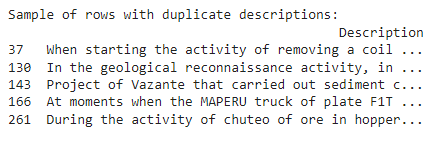 Sample of rows with duplicate descriptions:
Description
37 When starting the activity of removing a coil ...
130 In the geological reconnaissance activity, in ...
143 Project of Vazante that carried out sediment c...
166 At moments when the MAPERU truck of plate F1T ...
261 During the activity of chuteo of ore in hopper...